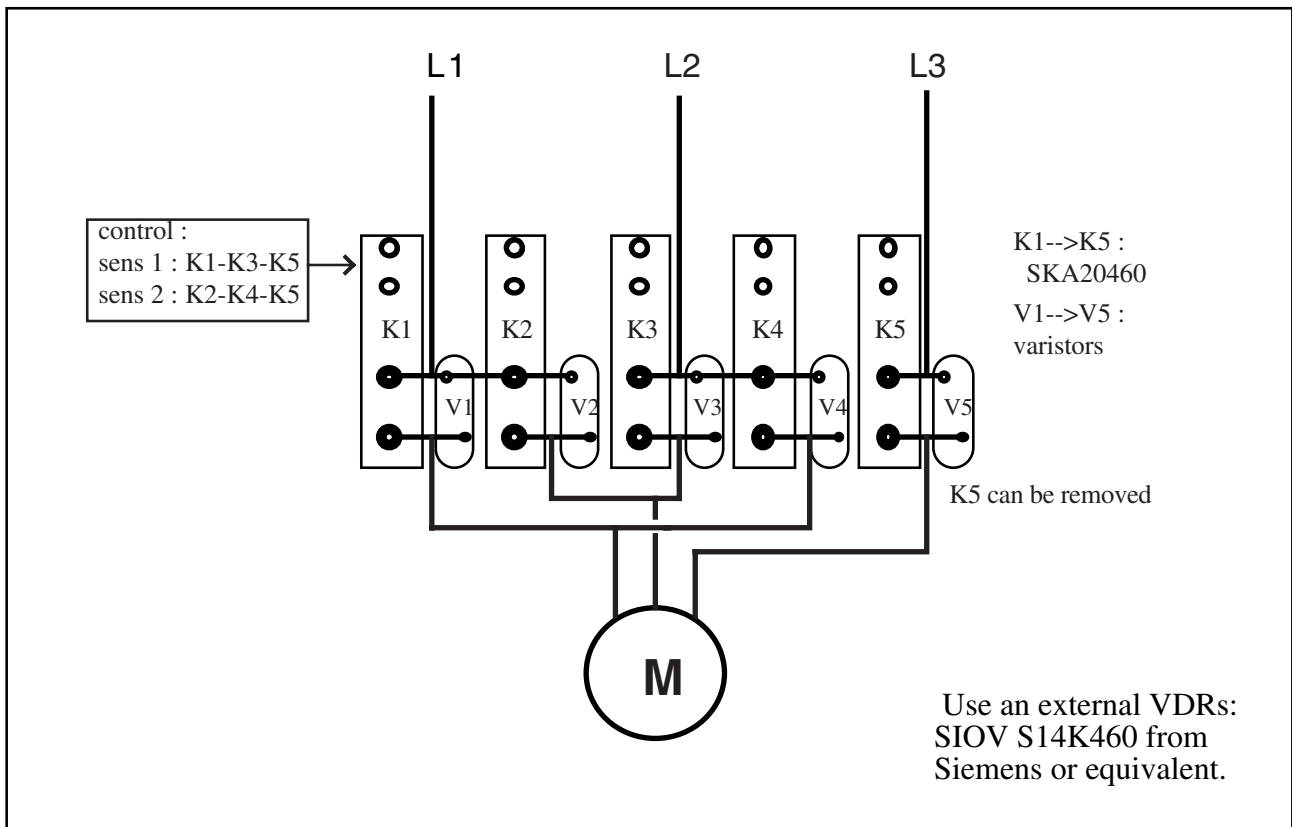 L1
L2
L3
control :
sens 1 : K1-K3-K5
sens 2 : K2-K4-K5
K1
K2
K3
K4
K5
K1-->K5 :
SKA20460
V1-->V5 :
varistors
V1
V2
V3
V4
V5
K5 can be removed
M
Use an external VDRs:
SIOV S14K460 from
Siemens or equivalent.